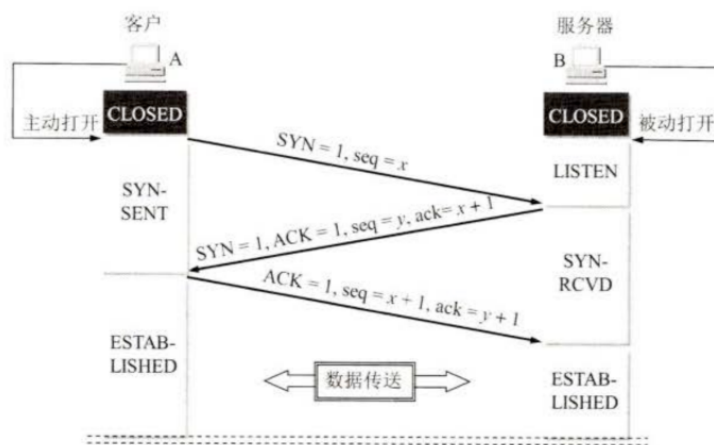 客户
服务器
A
B
CLOSED
CLOSED
主动打开
被动打开
SYN = 1, seq = x
LISTEN
SYN-
SENT
SYN = 1, ACK = 1, seq = y, ack= x + 1
SYN-
RCVD
ACK = 1, seq = x + 1, ack = y + 1
ESTAB-
LISHED
数据传送
ESTAB-
LISHED